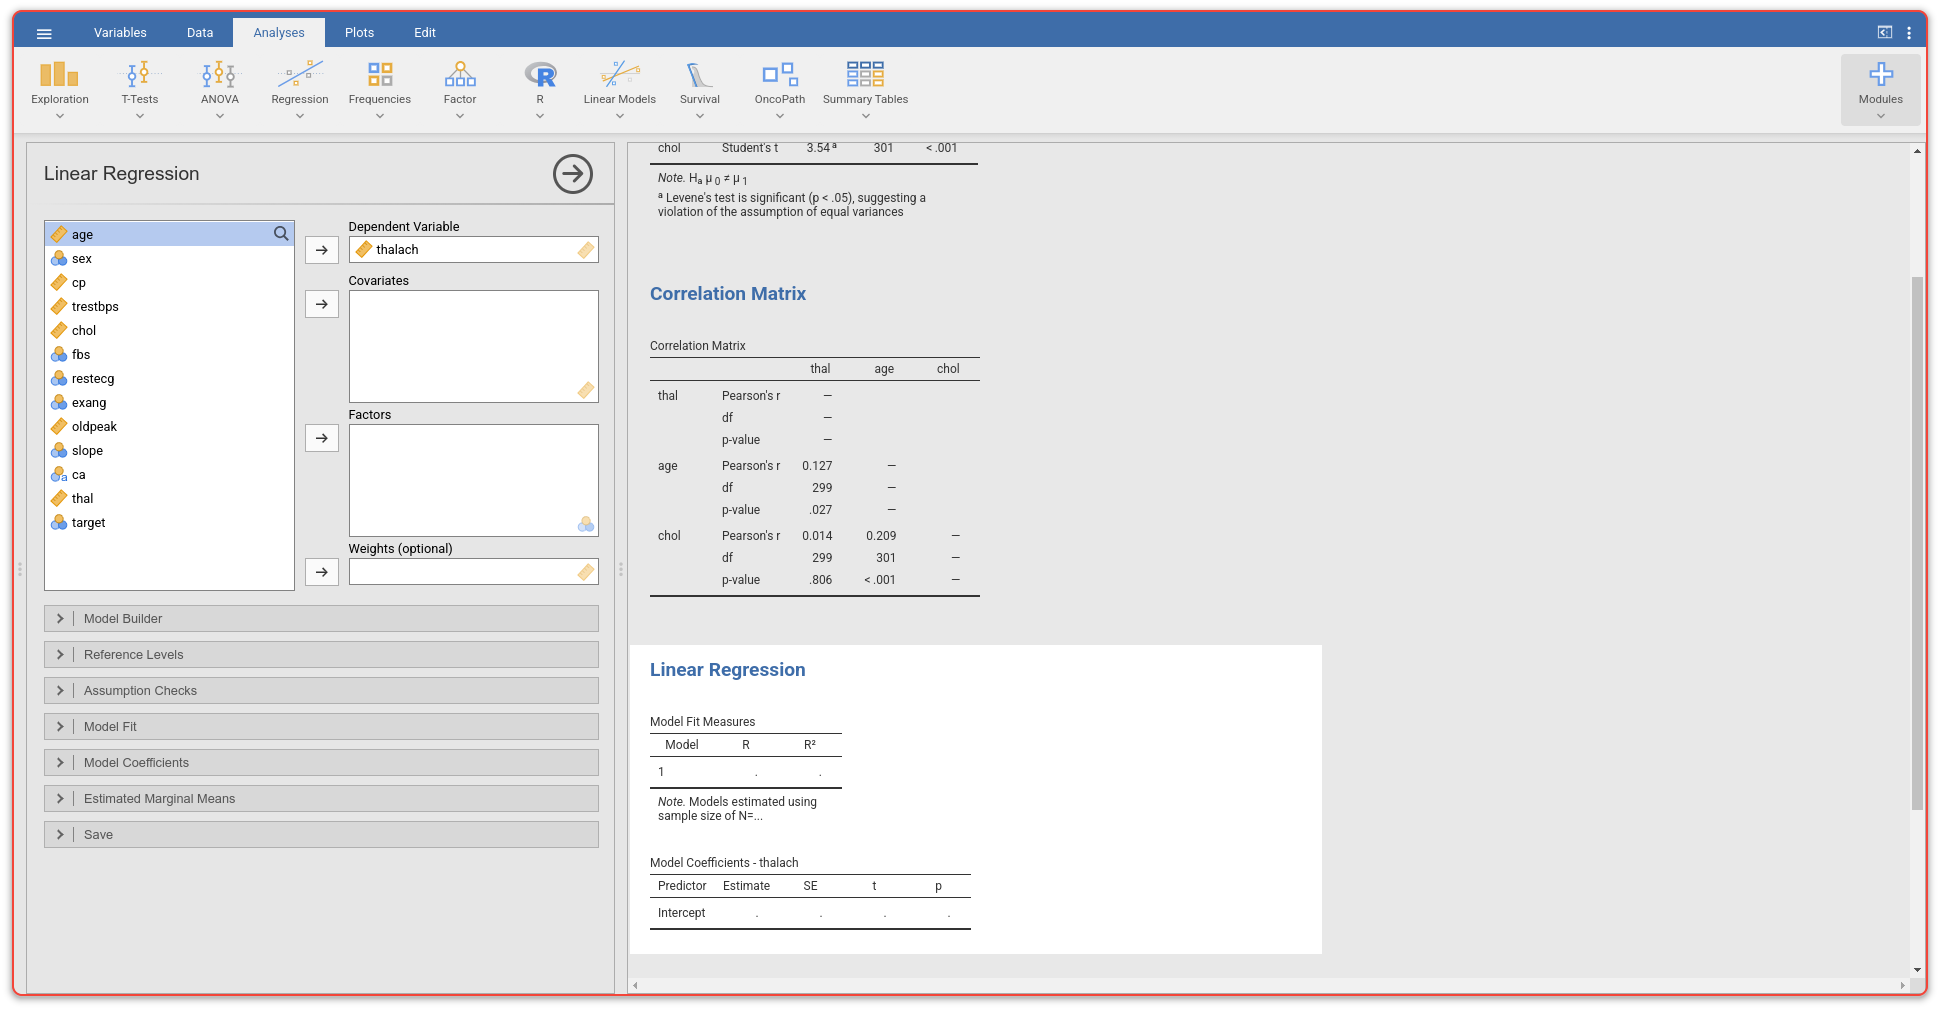 Variables Data Analyses Plots Edit
Exploration T-Tests ANOVA Regression Frequencies Factor R Linear Models Survival OncoPath Summary Tables Modules
Linear Regression
age
sex
cp
trestbps
chol
fbs
restecg
exang
oldpeak
slope
ca
thal
target
Dependent Variable
thalach
Covariates
Factors
Weights (optional)
Model Builder
Reference Levels
Assumption Checks
Model Fit
Model Coefficients
Estimated Marginal Means
Save
chol Student's t 3.54 ᵃ 301 < .001
Note. Hₐ μ ₀ ≠ μ ₁
ᵃ Levene's test is significant (p < .05), suggesting a
violation of the assumption of equal variances
Correlation Matrix
Correlation Matrix
thal age chol
thal Pearson's r —
df —
p-value —
age Pearson's r 0.127 —
df 299 —
p-value .027 —
chol Pearson's r 0.014 0.209 —
df 299 301 —
p-value .806 < .001 —
Linear Regression
Model Fit Measures
Model R R²
1 . .
Note. Models estimated using
sample size of N=...
Model Coefficients - thalach
Predictor Estimate SE t p
Intercept . . . .